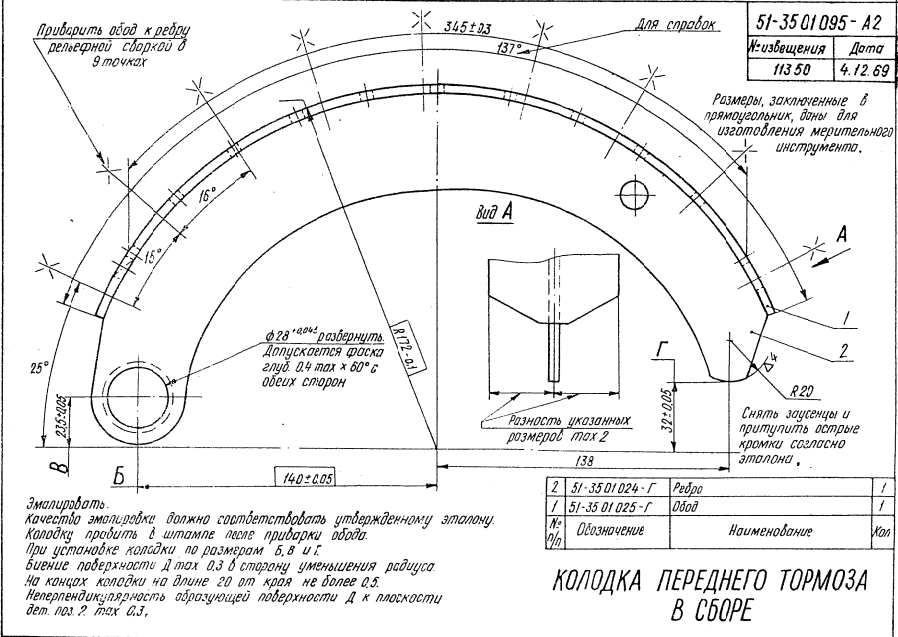 51-3501095-А2
№ извещения Дата
11350 4.12.69
Приварить обод к ребру
рельефной сваркой в
9 точках
345±0.3
137°
Для справок
Размеры, заключенные в
прямоугольник, даны для
изготовления мерительного
инструмента.
16°
15°
25°
Вид А
А
1
2
R172-0.1
Разность указанных
размеров max 2
Г
32±0.05
R20
4
Снять заусенцы и
притупить острые
кромки согласно
эталона.
развернуть.
Допускается фаска
глуб. 0.4 max × 60° с
обеих сторон
23.5±0.05
В
Б
140±0.05
138
2 51-3501024-Г Ребро 1
1 51-3501025-Г Обод 1
№ п/п Обозначение Наименование Кол
Эмалировать.
Качество эмалировки должно соответствовать утвержденному эталону.
Колодку править в штампе после приварки обода.
При установке колодки по размерам Б, В и Г.
Биение поверхности Д max 0,3 в сторону уменьшения радиуса.
На концах колодки на длине 20 от края не более 0,5.
Неперпендикулярность образующей поверхности Д к плоскости
дет. поз. 2 max 0,3.
КОЛОДКА ПЕРЕДНЕГО ТОРМОЗА
В СБОРЕ